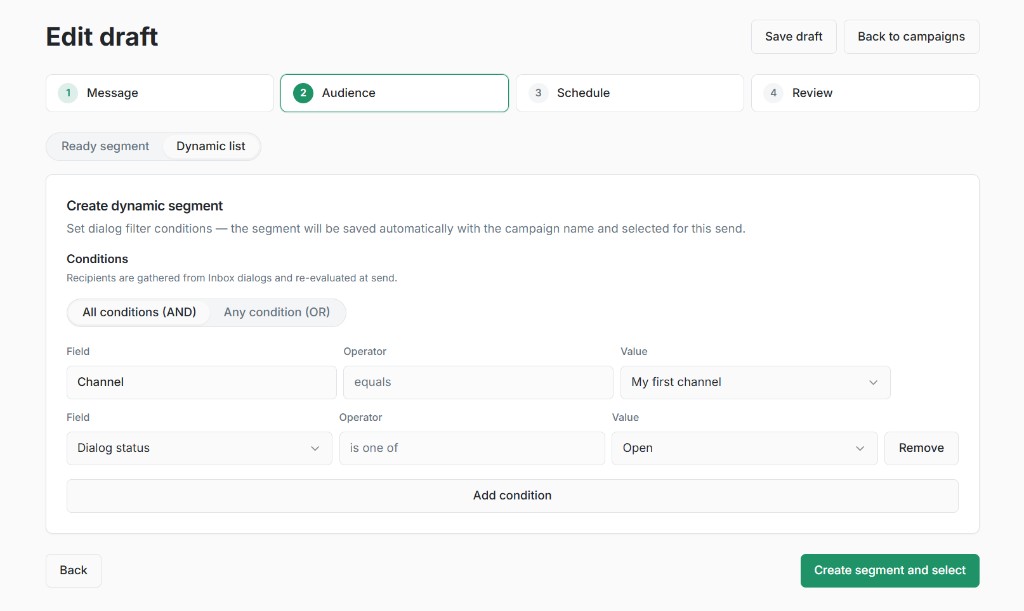 Edit draft
Save draft
Back to campaigns
1 Message
2 Audience
3 Schedule
4 Review
Ready segment
Dynamic list
Create dynamic segment
Set dialog filter conditions — the segment will be saved automatically with the campaign name and selected for this send.
Conditions
Recipients are gathered from Inbox dialogs and re-evaluated at send.
All conditions (AND)
Any condition (OR)
Field
Operator
Value
Channel
equals
My first channel
Field
Operator
Value
Dialog status
is one of
Open
Remove
Add condition
Back
Create segment and select